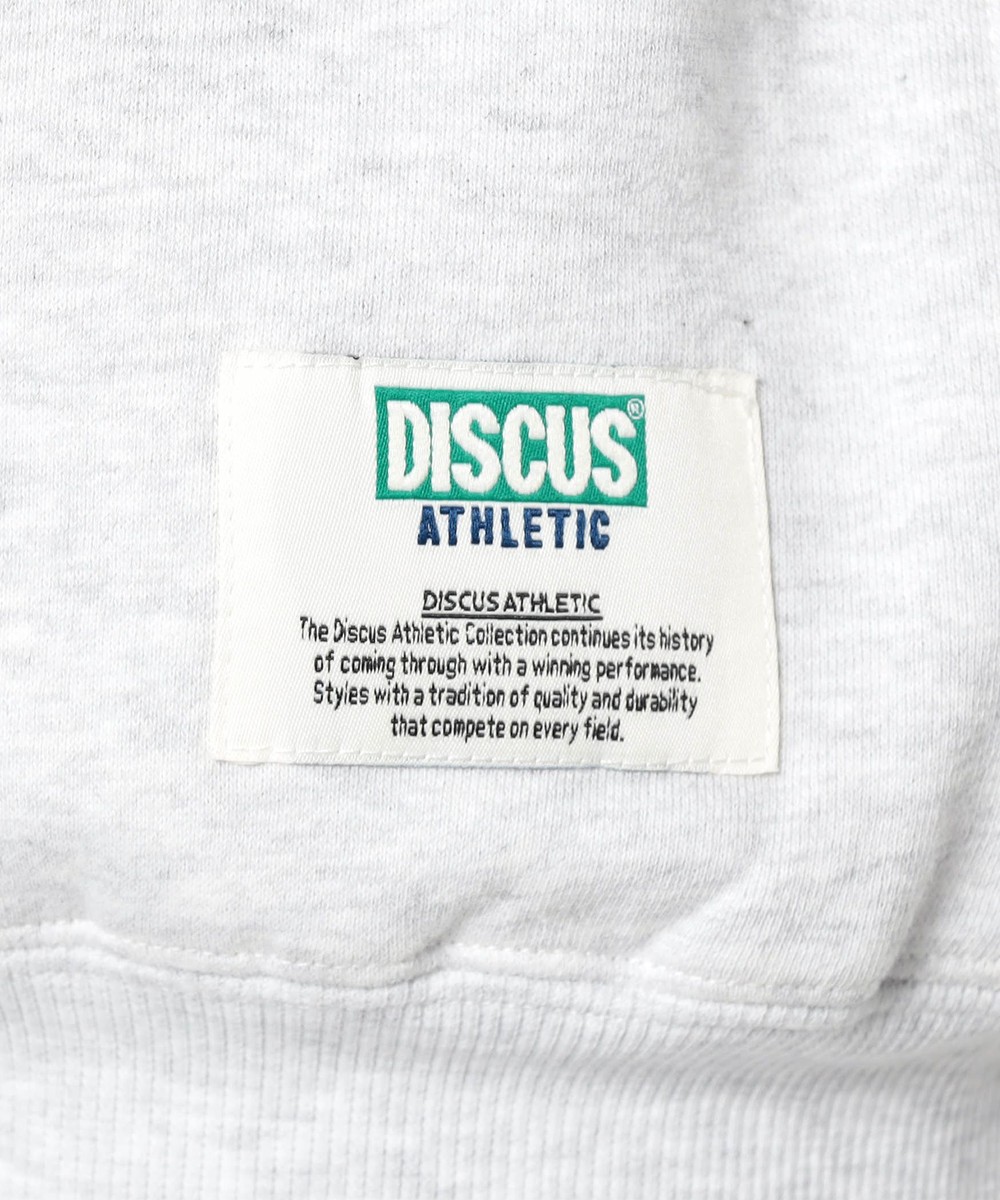 DISCUS®
ATHLETIC
DISCUS ATHLETIC
The Discus Athletic Collection continues its history
of coming through with a winning performance.
Styles with a tradition of quality and durability
that compete on every field.